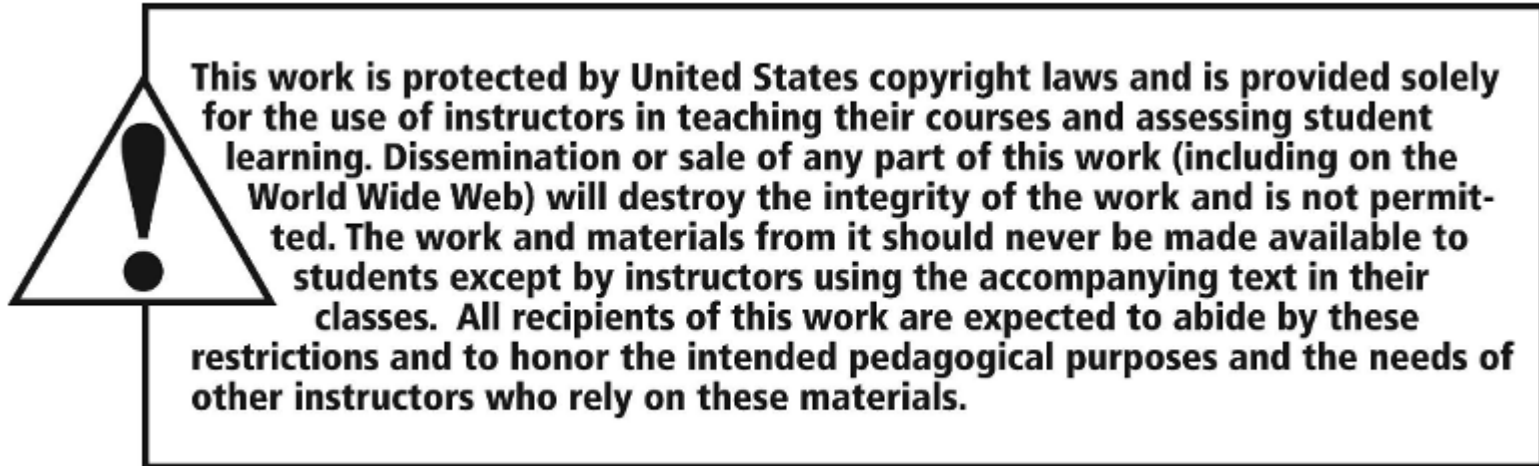 This work is protected by United States copyright laws and is provided solely
for the use of instructors in teaching their courses and assessing student
learning. Dissemination or sale of any part of this work (including on the
World Wide Web) will destroy the integrity of the work and is not permit-
ted. The work and materials from it should never be made available to
students except by instructors using the accompanying text in their
classes.  All recipients of this work are expected to abide by these
restrictions and to honor the intended pedagogical purposes and the needs of
other instructors who rely on these materials.